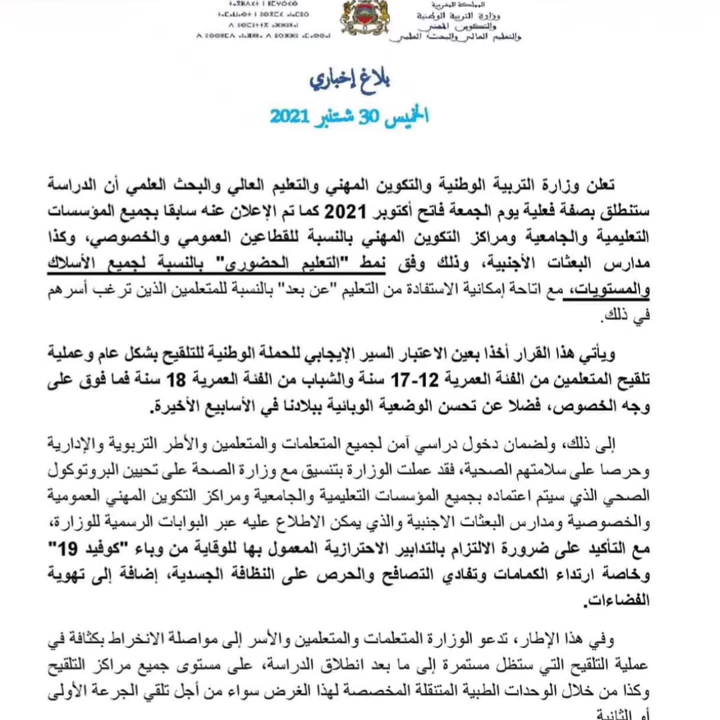 المملكة المغربية
وزارة التربية الوطنية
والتكوين المهني
والتعليم العالي والبحث العلمي
بلاغ إخباري
الخميس 30 شتنبر 2021
تعلن وزارة التربية الوطنية والتكوين المهني والتعليم العالي والبحث العلمي أن الدراسة
ستنطلق بصفة فعلية يوم الجمعة فاتح أكتوبر 2021 كما تم الإعلان عنه سابقا بجميع المؤسسات
التعليمية والجامعية ومراكز التكوين المهني بالنسبة للقطاعين العمومي والخصوصي، وكذا
مدارس البعثات الأجنبية، وذلك وفق نمط "التعليم الحضوري" بالنسبة لجميع الأسلاك
والمستويات، مع اتاحة إمكانية الاستفادة من التعليم "عن بعد" بالنسبة للمتعلمين الذين ترغب أسرهم
في ذلك.
ويأتي هذا القرار أخذا بعين الاعتبار السير الإيجابي للحملة الوطنية للتلقيح بشكل عام وعملية
تلقيح المتعلمين من الفئة العمرية 12-17 سنة والشباب من الفئة العمرية 18 سنة فما فوق على
وجه الخصوص، فضلا عن تحسن الوضعية الوبائية ببلادنا في الأسابيع الأخيرة.
إلى ذلك، ولضمان دخول دراسي آمن لجميع المتعلمات والمتعلمين والأطر التربوية والإدارية
وحرصا على سلامتهم الصحية، فقد عملت الوزارة بتنسيق مع وزارة الصحة على تحيين البروتوكول
الصحي الذي سيتم اعتماده بجميع المؤسسات التعليمية والجامعية ومراكز التكوين المهني العمومية
والخصوصية ومدارس البعثات الاجنبية والذي يمكن الاطلاع عليه عبر البوابات الرسمية للوزارة،
مع التأكيد على ضرورة الالتزام بالتدابير الاحترازية المعمول بها للوقاية من وباء "كوفيد 19"
وخاصة ارتداء الكمامات وتفادي التصافح والحرص على النظافة الجسدية، إضافة إلى تهوية
الفضاءات.
وفي هذا الإطار، تدعو الوزارة المتعلمات والمتعلمين والأسر إلى مواصلة الانخراط بكثافة في
عملية التلقيح التي ستظل مستمرة إلى ما بعد انطلاق الدراسة، على مستوى جميع مراكز التلقيح
وكذا من خلال الوحدات الطبية المتنقلة المخصصة لهذا الغرض سواء من أجل تلقي الجرعة الأولى
أو الثانية